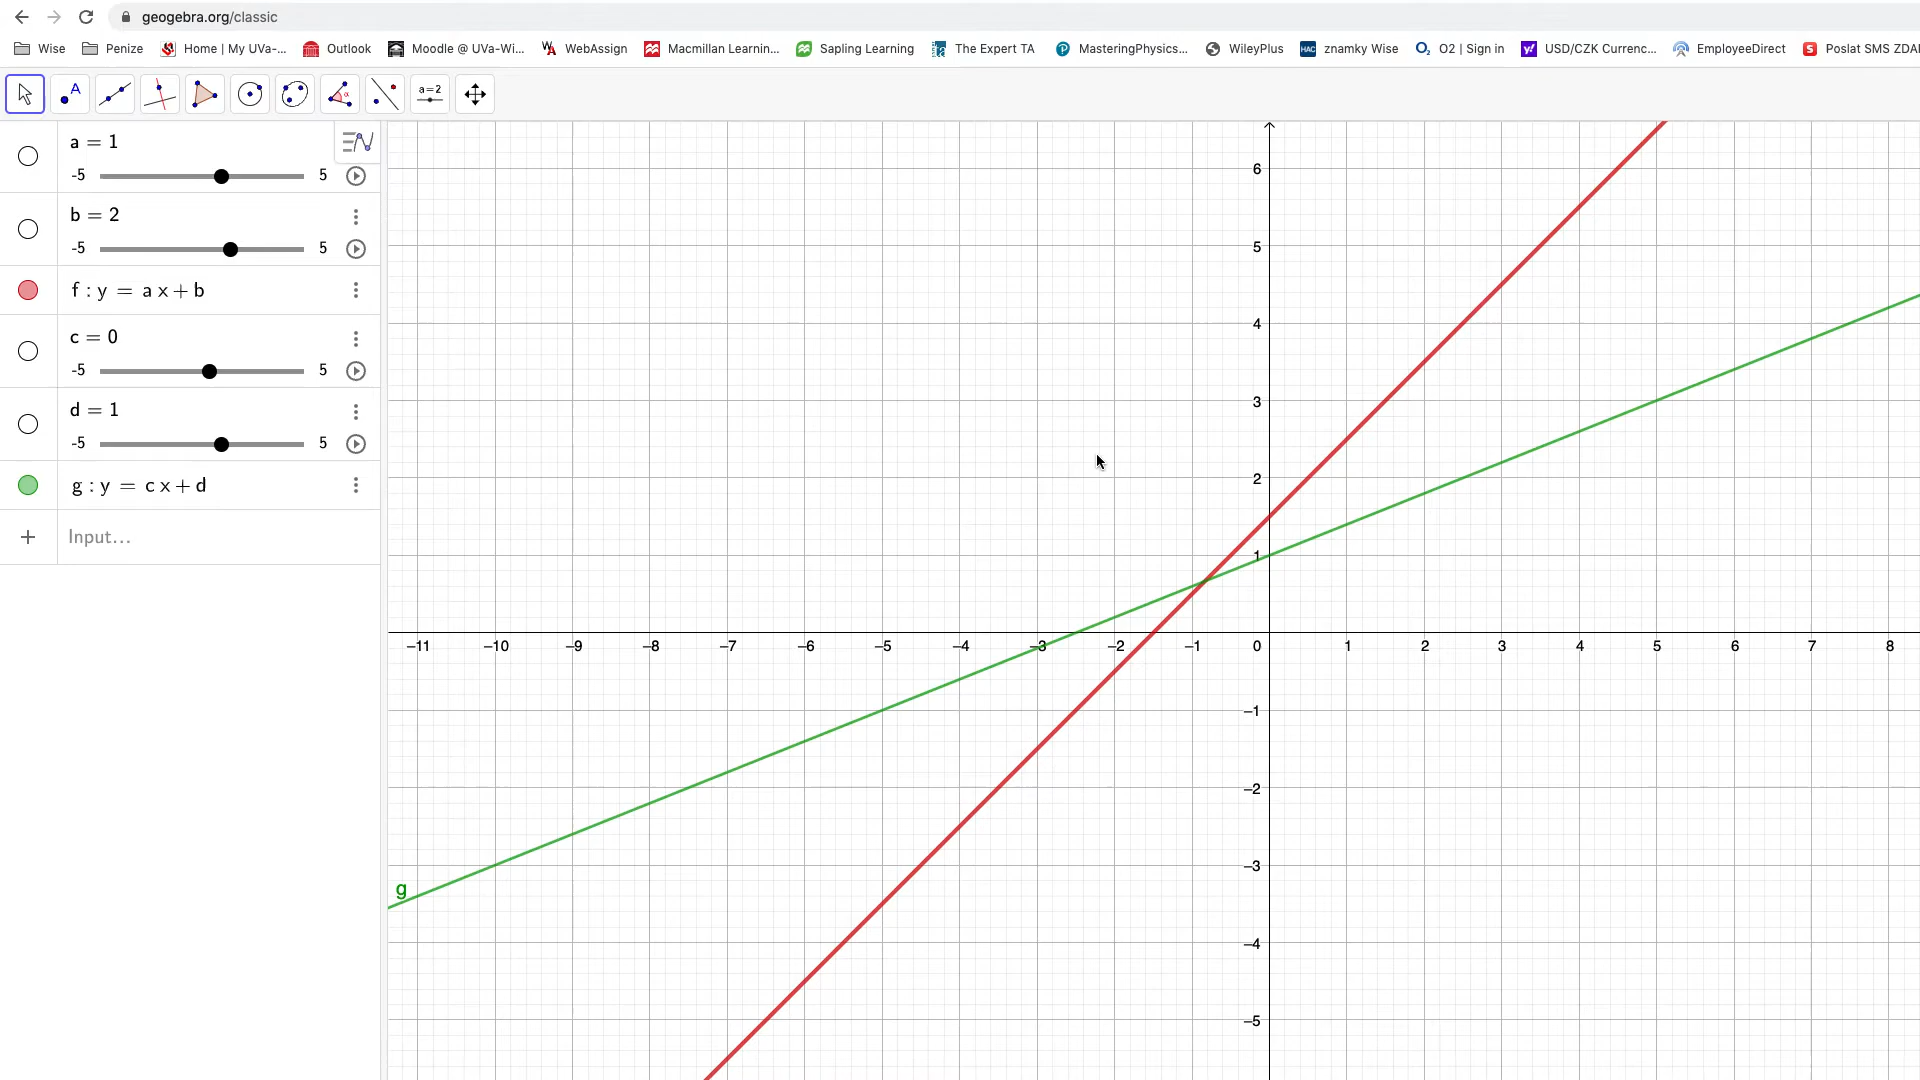 geogebra.org/classic
Wise Penize Home | My UVa-... Outlook Moodle @ UVa-Wi... WebAssign Macmillan Learnin... Sapling Learning The Expert TA MasteringPhysics... WileyPlus HAC znamky Wise O2 O2 | Sign in y! USD/CZK Currenc... EmployeeDirect S Poslat SMS ZDA
A α a=2
a = 1
-5 5
b = 2
-5 5
f : y = a x + b
c = 0
-5 5
d = 1
-5 5
g : y = c x + d
+ Input...
6
5
4
3
2
1
–11 –10 –9 –8 –7 –6 –5 –4 –3 –2 –1 0 1 2 3 4 5 6 7 8
–1
–2
–3
g
–4
–5